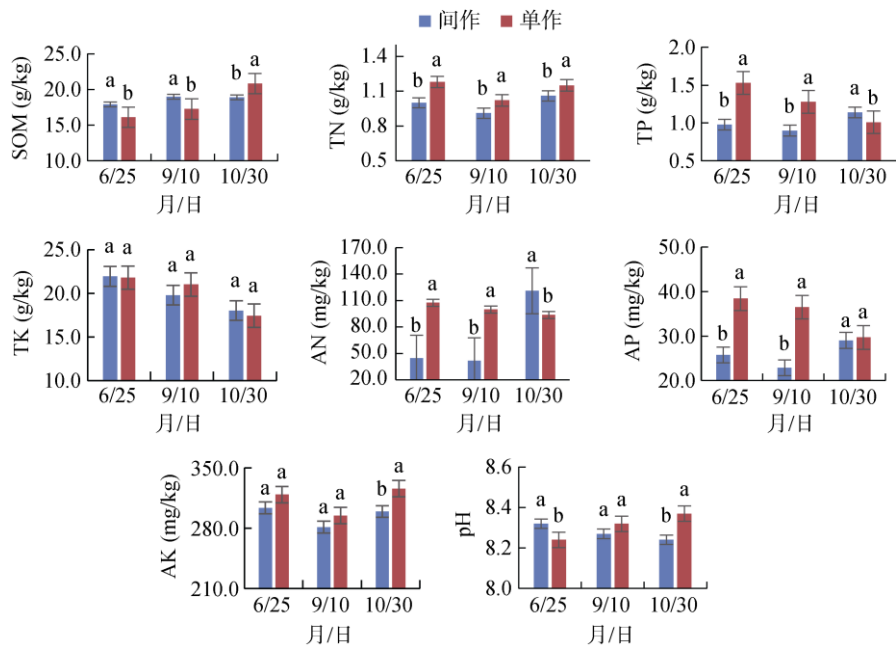 间作 单作
SOM (g/kg)
25.0
20.0
15.0
10.0
a b a b b a
6/25 9/10 10/30
月/日
TN (g/kg)
1.4
1.1
0.8
0.5
b a b a b a
6/25 9/10 10/30
月/日
TP (g/kg)
2.0
1.5
1.0
0.5
b a b a a b
6/25 9/10 10/30
月/日
TK (g/kg)
25.0
20.0
15.0
10.0
a a a a a a
6/25 9/10 10/30
月/日
AN (mg/kg)
170.0
140.0
110.0
80.0
50.0
20.0
b a b a a b
6/25 9/10 10/30
月/日
AP (mg/kg)
50.0
40.0
30.0
20.0
b a b a a a
6/25 9/10 10/30
月/日
AK (mg/kg)
350.0
280.0
210.0
a a a a b a
6/25 9/10 10/30
月/日
pH
8.6
8.4
8.2
8.0
a b a a b a
6/25 9/10 10/30
月/日